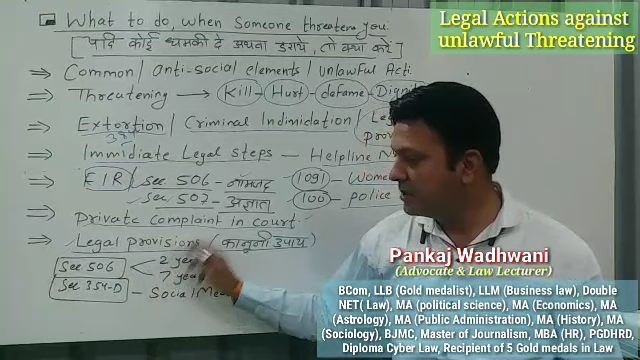 What to do, when Someone threatens you.
[यदि कोई धमकी दे अथवा डराये, तो क्या करें]
Legal Actions against
unlawful Threatening
⇒ Common / Anti-social elements / unlawful Acti.
⇒ Threatening → Kill - Hurt - defame - Dignit
⇒ Extortion / Criminal Indimidation /
⇒ Immidiate Legal steps - Helpline N
⇒ FIR / Sec 506 - नामजद 1091 - Women
Sec 507 - अज्ञात 100 - Police
⇒ Private Complaint in Court
⇒ Legal provisions (कानूनी उपाय)
Sec 506 < 2 years
7 years
Sec 354-D - Social Med
Pankaj Wadhwani
(Advocate & Law Lecturer)
BCom, LLB (Gold medalist), LLM (Business law), Double
NET( Law), MA (political science), MA (Economics), MA
(Astrology), MA (Public Administration), MA (History), MA
(Sociology), BJMC, Master of Journalism, MBA (HR), PGDHRD,
Diploma Cyber Law, Recipient of 5 Gold medals in Law